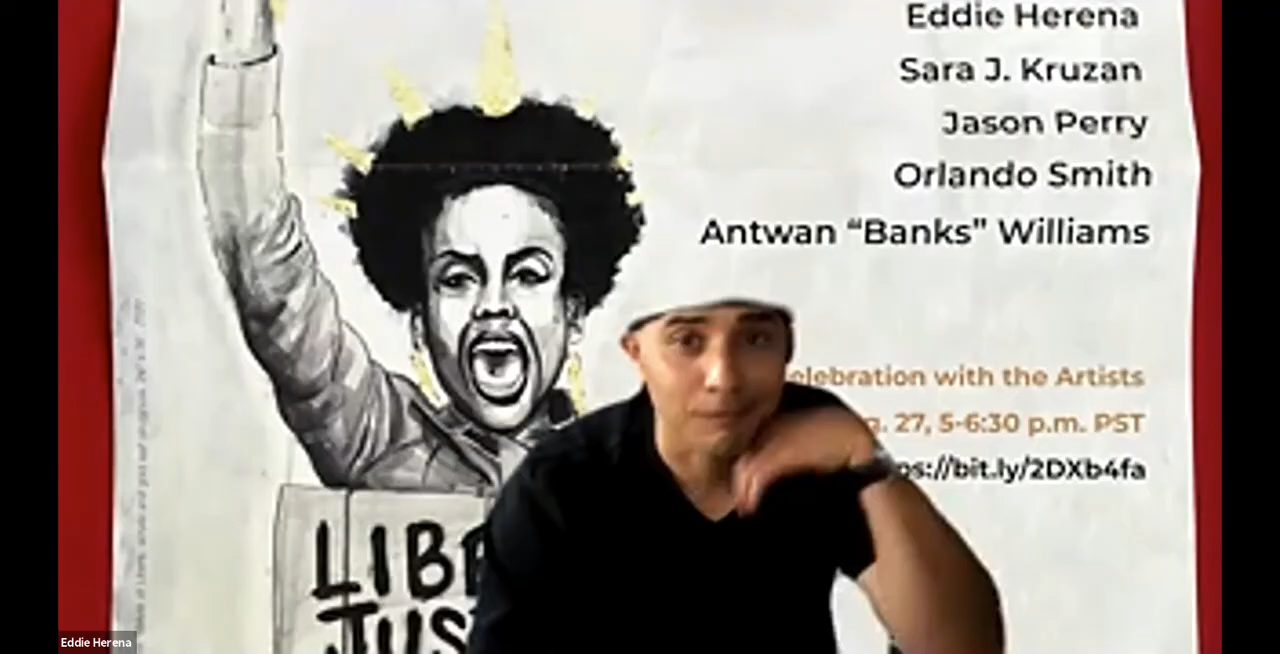 Eddie Herena
Sara J. Kruzan
Jason Perry
Orlando Smith
Antwan “Banks” Williams
elebration with the Artists
g. 27, 5-6:30 p.m. PST
ps://bit.ly/2DXb4fa
LIBE
JUS
Eddie Herena